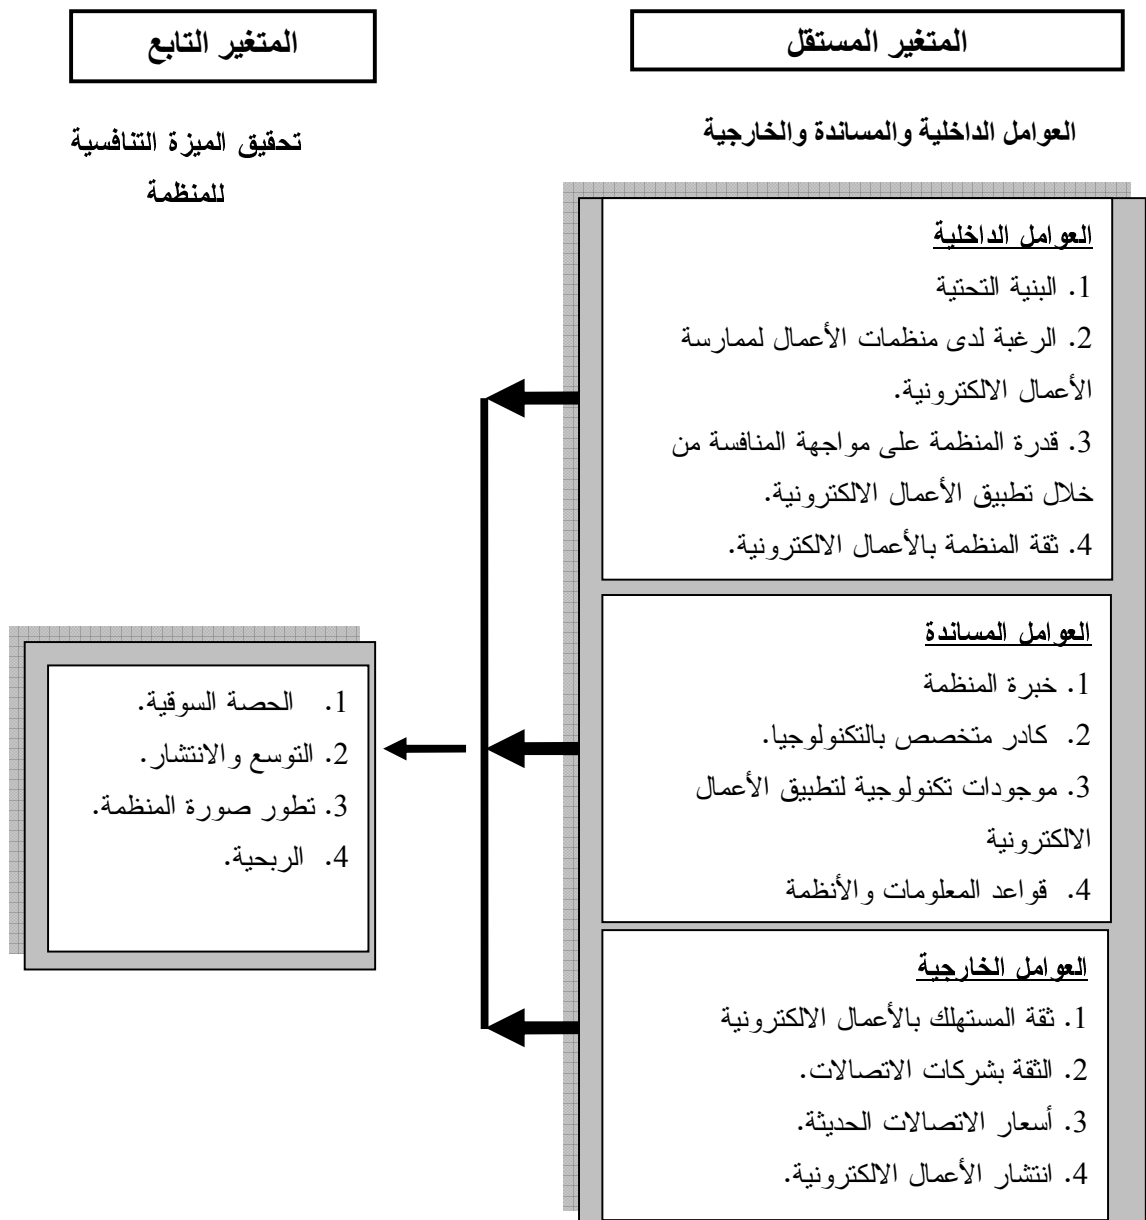 المتغير المستقل
المتغير التابع
العوامل الداخلية والمساندة والخارجية
تحقيق الميزة التنافسية
للمنظمة
العوامل الداخلية
1. البنية التحتية
2. الرغبة لدى منظمات الأعمال لممارسة
الأعمال الالكترونية.
3. قدرة المنظمة على مواجهة المنافسة من
خلال تطبيق الأعمال الالكترونية.
4. ثقة المنظمة بالأعمال الالكترونية.
العوامل المساندة
1. خبرة المنظمة
2. كادر متخصص بالتكنولوجيا.
3. موجودات تكنولوجية لتطبيق الأعمال
الالكترونية
4. قواعد المعلومات والأنظمة
العوامل الخارجية
1. ثقة المستهلك بالأعمال الالكترونية
2. الثقة بشركات الاتصالات.
3. أسعار الاتصالات الحديثة.
4. انتشار الأعمال الالكترونية.
1. الحصة السوقية.
2. التوسع والانتشار.
3. تطور صورة المنظمة.
4. الربحية.